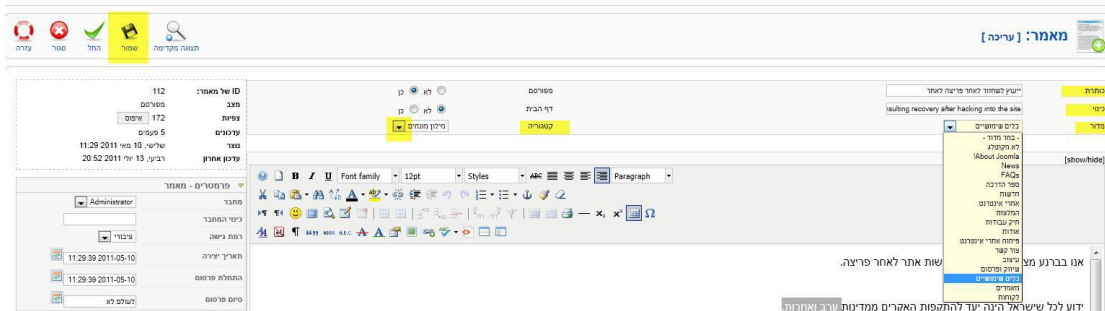 מאמר: [ עריכה ]
תצוגה מקדימה
שמור
החל
סגור
עזרה
כותרת
ייעוץ לשחזור לאחר פריצה לאתר
מפורסם
לא
כן
כינוי
sulting recovery after hacking into the site
דף הבית
לא
כן
מדור
כלים שימושיים
קטגוריה
מילון מונחים
- בחר מדור -
לא מקוטלג
About Joomla!
News
FAQs
ספר הדרכה
חדשות
אתרי אינטרנט
המלצות
תיק עבודות
אודות
פיתוח אתרי אינטרנט
צור קשר
עיצוב
שיווק ופרסום
כלים שימושיים
מאמרים
לקוחות
[show/hide]
ID של מאמר: 112
מצב מפורסם
צפיות 172 איפוס
עדכונים 5 פעמים
נוצר שלישי, 10 מאי 2011 11:29
עדכון אחרון רביעי, 13 יולי 2011 20:52
פרמטרים - מאמר
מחבר Administrator
כינוי המחבר
רמת גישה ציבורי
תאריך יצירה 2011-05-10 11:29:39
התחלת פרסום 2011-05-10 11:29:39
סיום פרסום לעולם לא
B I U Font family 12pt Styles ABC Paragraph
אנו בברנע
שות אתר לאחר פריצה.
ידוע לכל שישראל הינה יעד להתקפות האקרים ממדינות ערב ואחרות